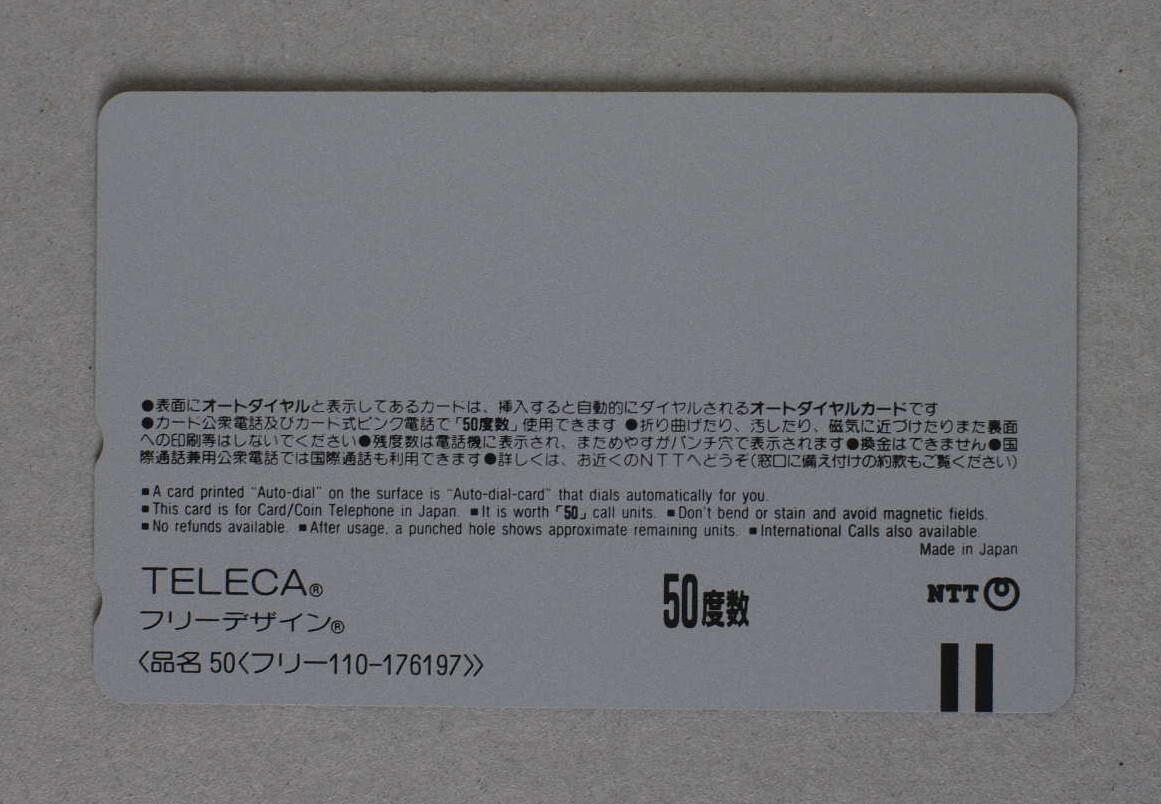 ●表面にオートダイヤルと表示してあるカードは、挿入すると自動的にダイヤルされるオートダイヤルカードです
●カード公衆電話及びカード式ピンク電話で「50度数」使用できます ●折り曲げたり、汚したり、磁気に近づけたりまた裏面
への印刷等はしないでください●残度数は電話機に表示され、まためやすがパンチ穴で表示されます●換金はできません●国
際通話兼用公衆電話では国際通話も利用できます●詳しくは、お近くのNTTへどうぞ(窓口に備え付けの約款もご覧ください)
■A card printed "Auto-dial" on the surface is "Auto-dial-card" that dials automatically for you.
■This card is for Card/Coin Telephone in Japan. ■It is worth「50」call units. ■Don't bend or stain and avoid magnetic fields.
■No refunds available. ■After usage, a punched hole shows approximate remaining units. ■International Calls also available.
Made in Japan
TELECA®
フリーデザイン®
50度数
NTT
〈品名 50〈フリー110-176197〉〉